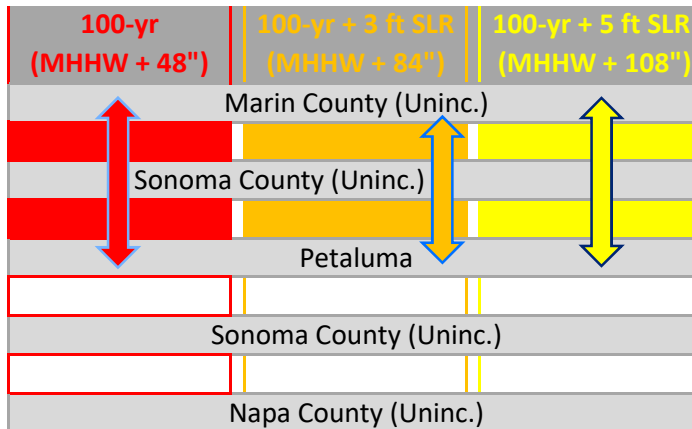 100-yr 100-yr + 3 ft SLR 100-yr + 5 ft SLR
(MHHW + 48") (MHHW + 84") (MHHW + 108")
Marin County (Uninc.)
Sonoma County (Uninc.)
Petaluma
Sonoma County (Uninc.)
Napa County (Uninc.)